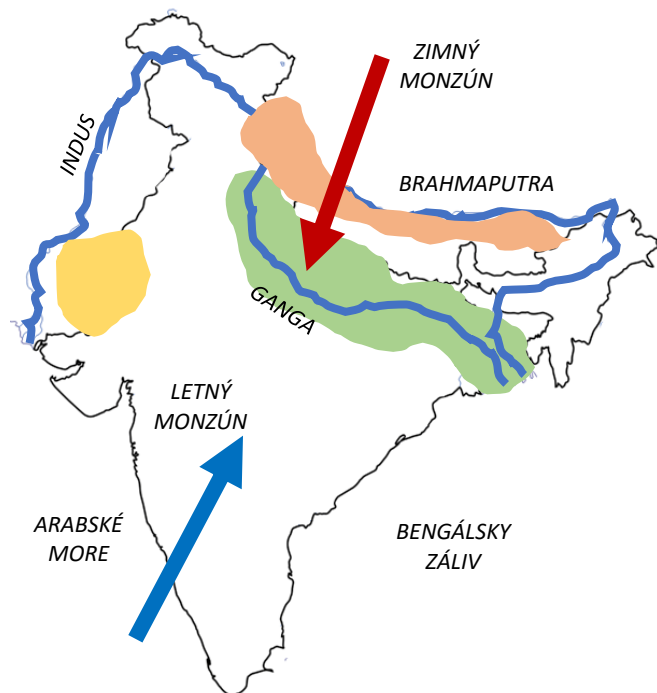 ZIMNÝ
MONZÚN
INDUS
BRAHMAPUTRA
GANGA
LETNÝ
MONZÚN
ARABSKÉ
MORE
BENGÁLSKY
ZÁLIV